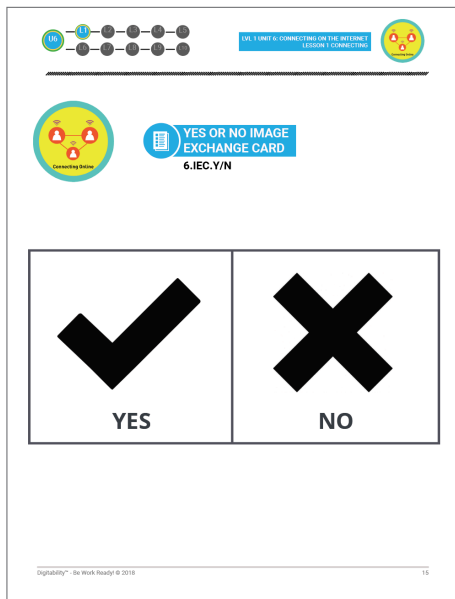 U6 L1 L2 L3 L4 L5
L6 L7 L8 L9 L10
LVL 1 UNIT 6: CONNECTING ON THE INTERNET
LESSON 1 CONNECTING
Connecting Online
YES OR NO IMAGE
EXCHANGE CARD
6.IEC.Y/N
YES NO
Digitability™ - Be Work Ready! © 2018 15